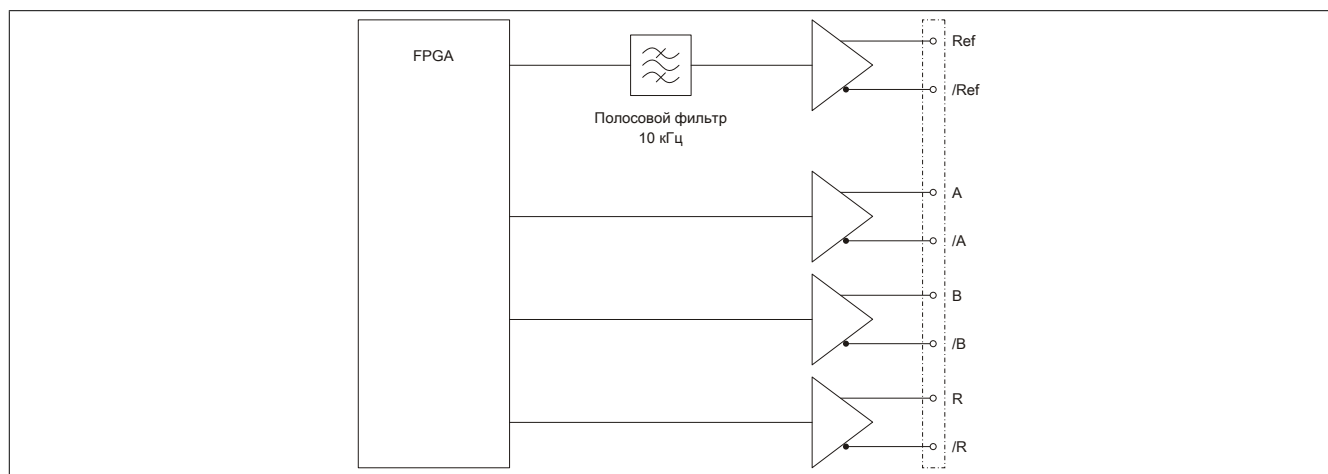 FPGA
Полосовой фильтр
10 кГц
Ref
/Ref
A
/A
B
/B
R
/R